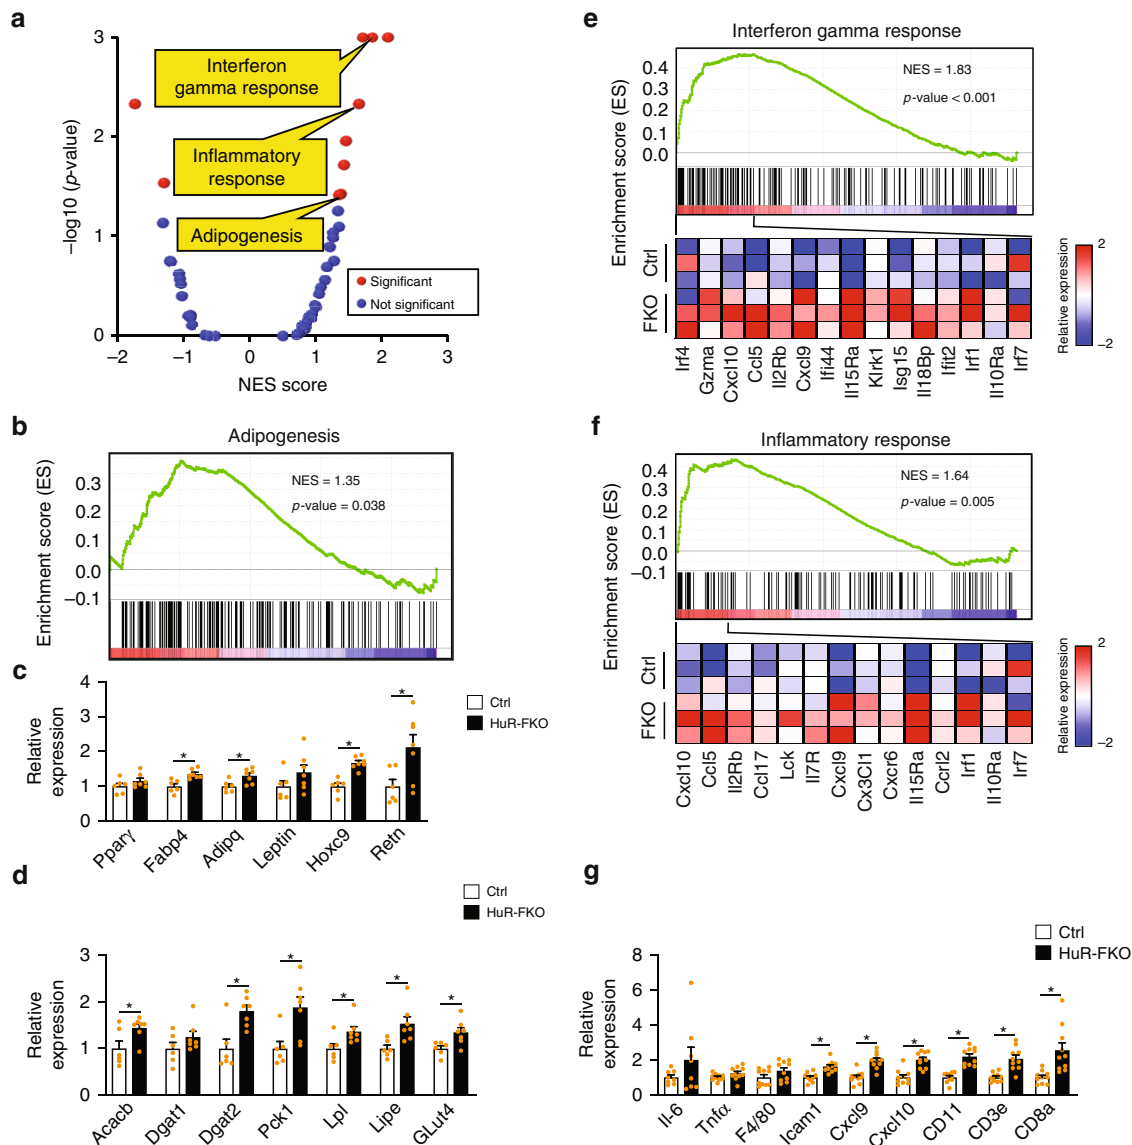 a
3
2
1
0
−log10 (p-value)
−2
−1
0
1
2
3
NES score
Interferon
gamma response
Inflammatory
response
Adipogenesis
Significant
Not significant
b
Adipogenesis
Enrichment score (ES)
0.3
0.2
0.1
0.0
−0.1
NES = 1.35
p-value = 0.038
c
Relative
expression
4
3
2
1
0
Ctrl
HuR-FKO
*
*
*
*
Pparγ
Fabp4
Adipq
Leptin
Hoxc9
Retn
d
Ctrl
HuR-FKO
Relative
expression
3
2
1
0
*
*
*
*
*
*
Acacb
Dgat1
Dgat2
Pck1
Lpl
Lipe
GLut4
e
Interferon gamma response
Enrichment score (ES)
0.4
0.3
0.2
0.1
0.0
NES = 1.83
p-value < 0.001
Ctrl
FKO
Irf4
Gzma
Cxcl10
Ccl5
Il2Rb
Cxcl9
Ifi44
Il15Ra
Klrk1
Isg15
Il18Bp
Ifit2
Irf1
Il10Ra
Irf7
Relative expression
2
−2
f
Inflammatory response
Enrichment score (ES)
0.4
0.3
0.2
0.1
0.0
−0.1
NES = 1.64
p-value = 0.005
Ctrl
FKO
Cxcl10
Ccl5
Il2Rb
Ccl17
Lck
Il7R
Cxcl9
Cx3Cl1
Cxcr6
Il15Ra
Ccrl2
Irf1
Il10Ra
Irf7
Relative expression
2
−2
g
Ctrl
HuR-FKO
Relative
expression
8
6
4
2
0
*
*
*
*
*
*
Il-6
Tnfα
F4/80
Icam1
Cxcl9
Cxcl10
CD11
CD3e
CD8a